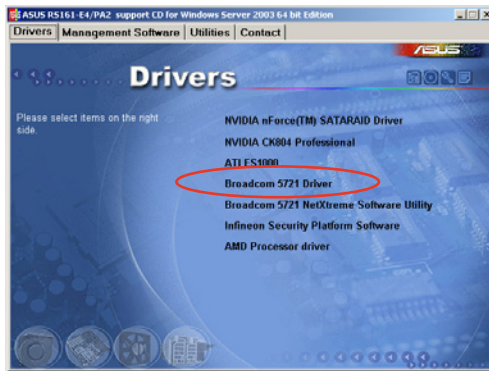 ASUS RS161-E4/PA2 support CD for Windows Server 2003 64 bit Edition
Drivers Management Software Utilities Contact
ASUS
Drivers
Please select items on the right
side.
NVIDIA nForce(TM) SATARAID Driver
NVIDIA CK804 Professional
ATI ES1000
Broadcom 5721 Driver
Broadcom 5721 NetXtreme Software Utility
Infineon Security Platform Software
AMD Processor driver
ASUS